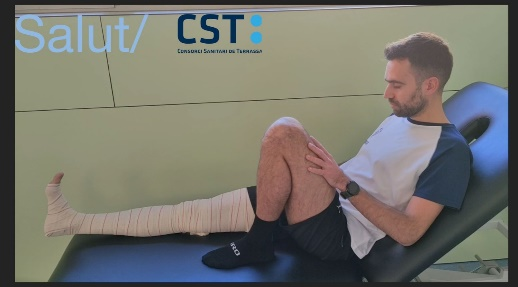 Salut/
CST:
CONSORCI SANITARI DE TERRASSA